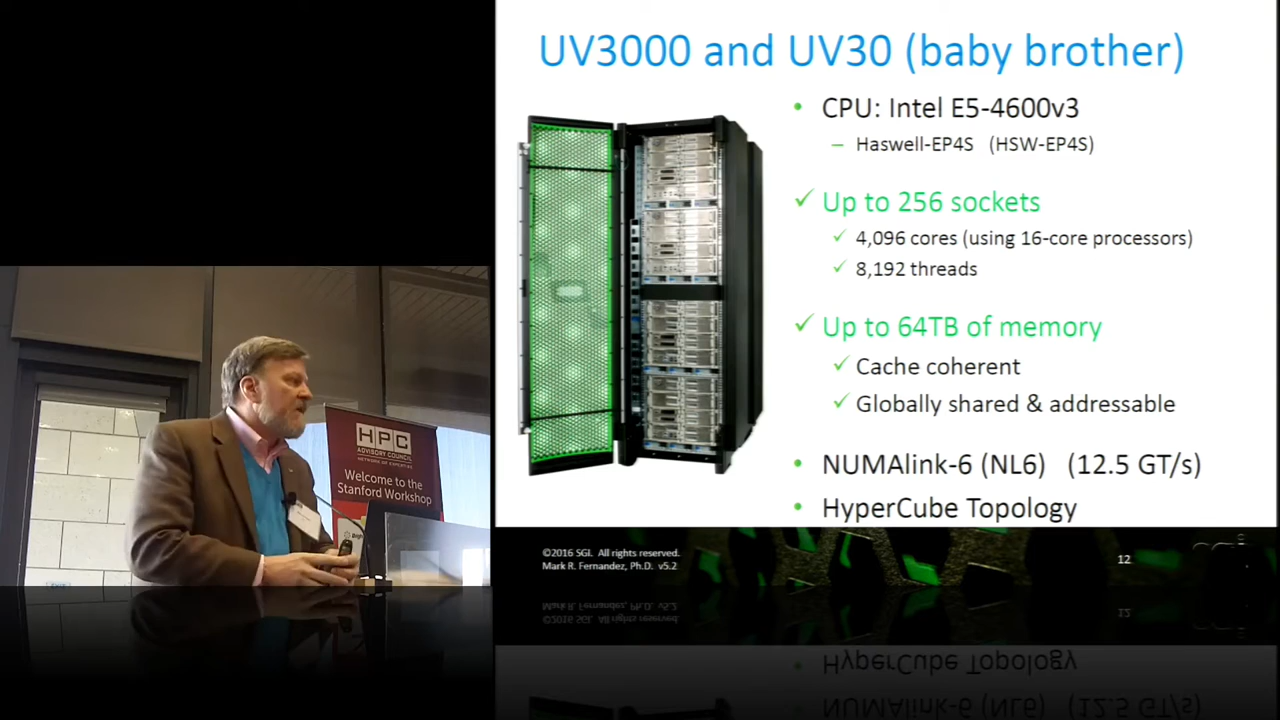 UV3000 and UV30 (baby brother)
• CPU: Intel E5-4600v3
– Haswell-EP4S (HSW-EP4S)
✓ Up to 256 sockets
✓ 4,096 cores (using 16-core processors)
✓ 8,192 threads
✓ Up to 64TB of memory
✓ Cache coherent
✓ Globally shared & addressable
• NUMAlink-6 (NL6) (12.5 GT/s)
• HyperCube Topology
©2016 SGI. All rights reserved.
Mark R. Fernandez, Ph.D. v5.2
12
HPC
ADVISORY COUNCIL
NETWORK OF EXPERTISE
Welcome to the
Stanford Workshop